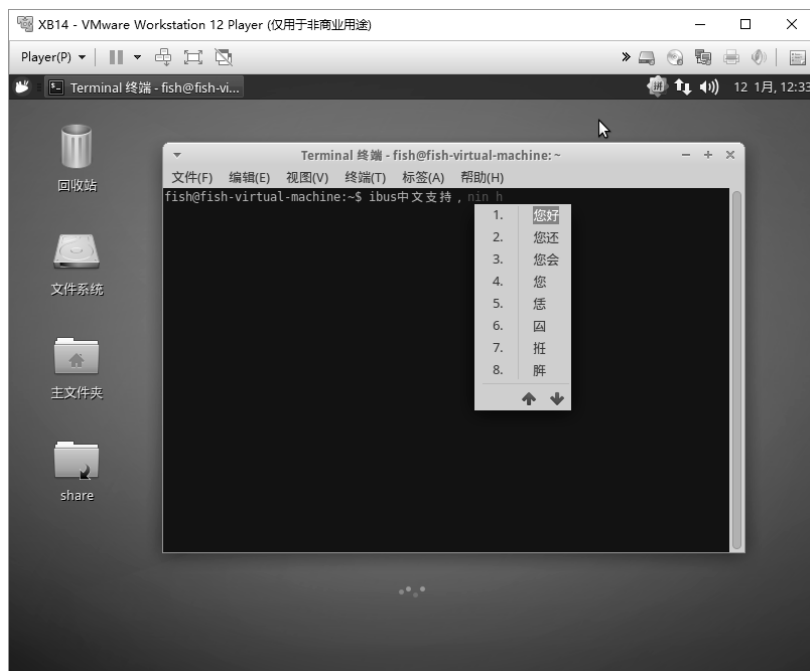 XB14 - VMware Workstation 12 Player (仅用于非商业用途)
Player(P)
Terminal 终端 - fish@fish-vi...
12 1月, 12:33
回收站
文件系统
主文件夹
share
Terminal 终端 - fish@fish-virtual-machine: ~
文件(F) 编辑(E) 视图(V) 终端(T) 标签(A) 帮助(H)
fish@fish-virtual-machine:~$ ibus中文支持，nin h
1. 您好
2. 您还
3. 您会
4. 您
5. 恁
6. 囜
7. 拰
8.